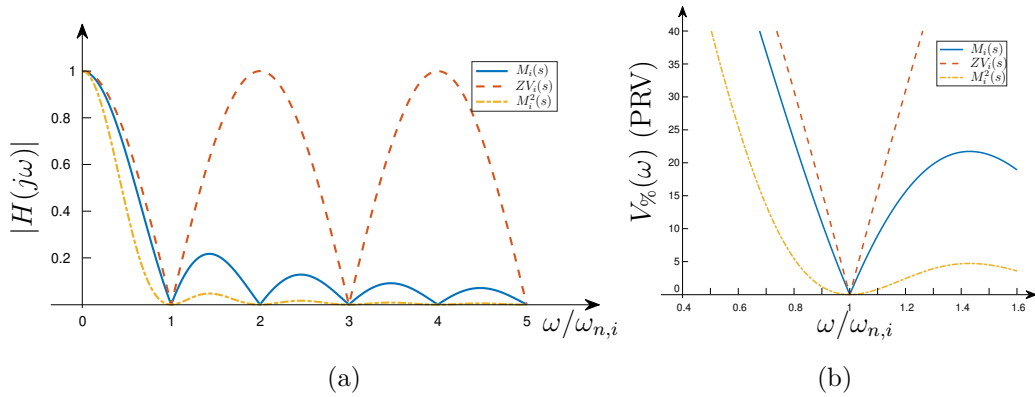 |H(jω)|
1
0.8
0.6
0.4
0.2
0 1 2 3 4 5
ω/ω_{n,i}
M_i(s)
ZV_i(s)
M_i^2(s)
(a)
V%(ω) (PRV)
40
35
30
25
20
15
10
5
0
0.4 0.6 0.8 1 1.2 1.4 1.6
ω/ω_{n,i}
M_i(s)
ZV_i(s)
M_i^2(s)
(b)